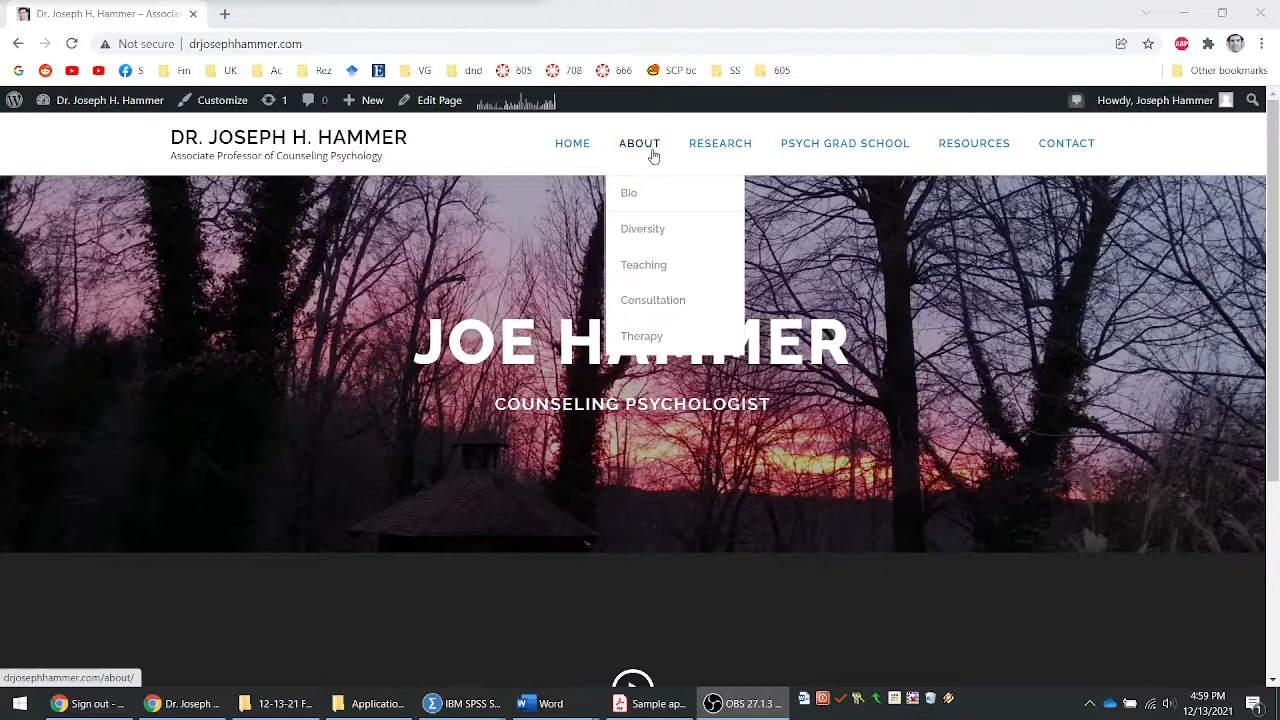 Dr. Joseph H. Hammer – Associa
Not secure | drjosephhammer.com
S Fin UK Ac Rez VG dnd 605 708 666 SCP bc SS 605 Other bookmarks
Dr. Joseph H. Hammer Customize 1 0 New Edit Page Howdy, Joseph Hammer
DR. JOSEPH H. HAMMER
Associate Professor of Counseling Psychology
HOME ABOUT RESEARCH PSYCH GRAD SCHOOL RESOURCES CONTACT
Bio
Diversity
Teaching
Consultation
Therapy
JOE HAMMER
COUNSELING PSYCHOLOGIST
drjosephhammer.com/about/
Sign out - ... Dr. Joseph ... 12-13-21 F... Applicatio... IBM SPSS S... Wd Sample ap... OBS 27.1.3 ... 4:59 PM
12/13/2021